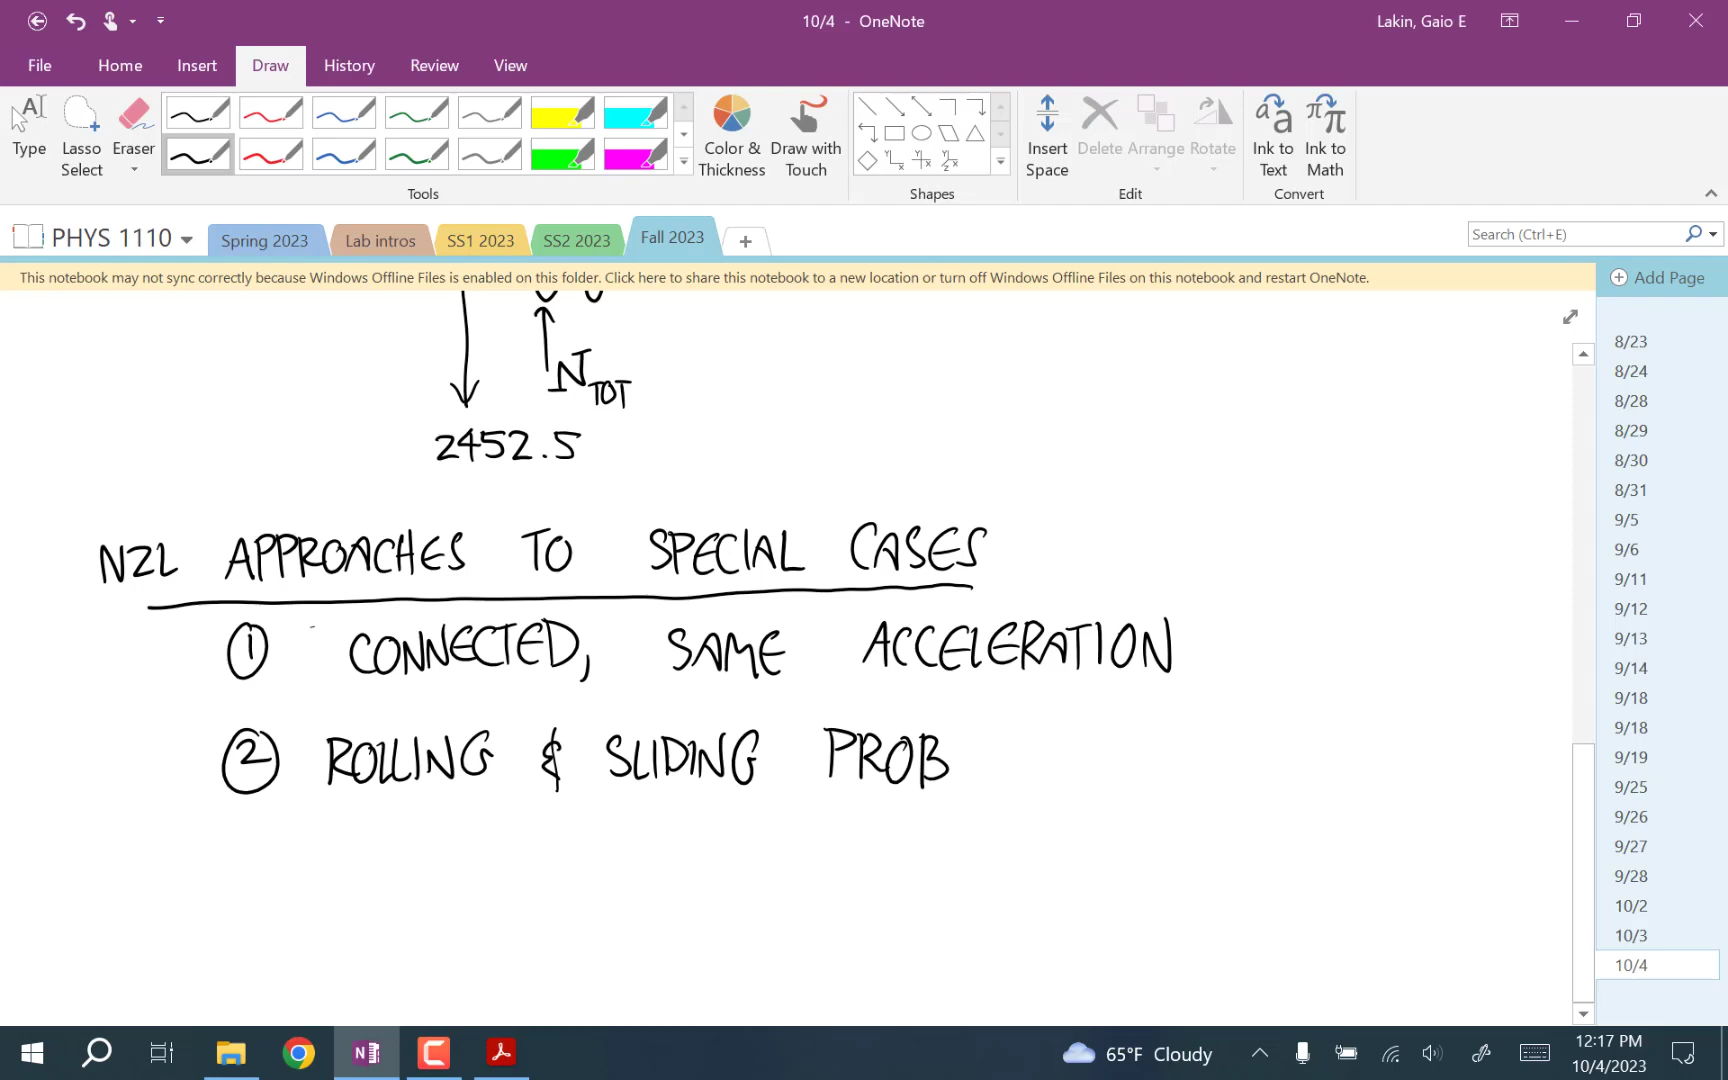 10/4 - OneNote
Lakin, Gaio E
File Home Insert Draw History Review View
Type
Lasso Select
Eraser
Color & Thickness
Draw with Touch
Insert Space
Delete
Arrange
Rotate
Ink to Text
Ink to Math
Tools
Shapes
Edit
Convert
PHYS 1110
Spring 2023
Lab intros
SS1 2023
SS2 2023
Fall 2023
Search (Ctrl+E)
This notebook may not sync correctly because Windows Offline Files is enabled on this folder. Click here to share this notebook to a new location or turn off Windows Offline Files on this notebook and restart OneNote.
Add Page
8/23
8/24
8/28
8/29
8/30
8/31
9/5
9/6
9/11
9/12
9/13
9/14
9/18
9/18
9/19
9/25
9/26
9/27
9/28
10/2
10/3
10/4
N TOT
2452.5
N2L APPROACHES TO SPECIAL CASES
① CONNECTED, SAME ACCELERATION
② ROLLING & SLIDING PROB
65°F Cloudy
12:17 PM
10/4/2023